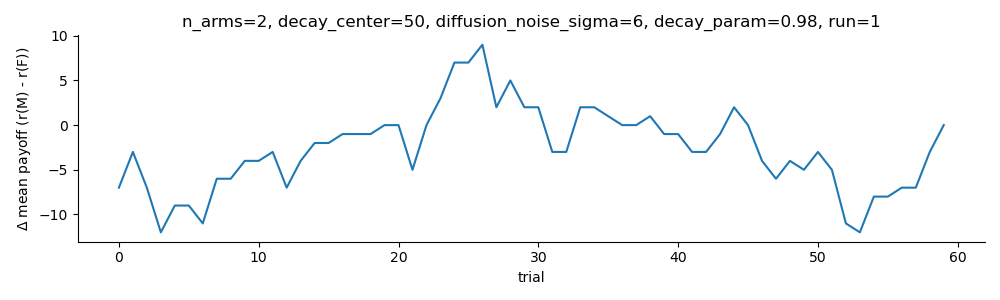 n_arms=2, decay_center=50, diffusion_noise_sigma=6, decay_param=0.98, run=1
Δ mean payoff (r(M) - r(F))
10
5
0
−5
−10
0 10 20 30 40 50 60
trial